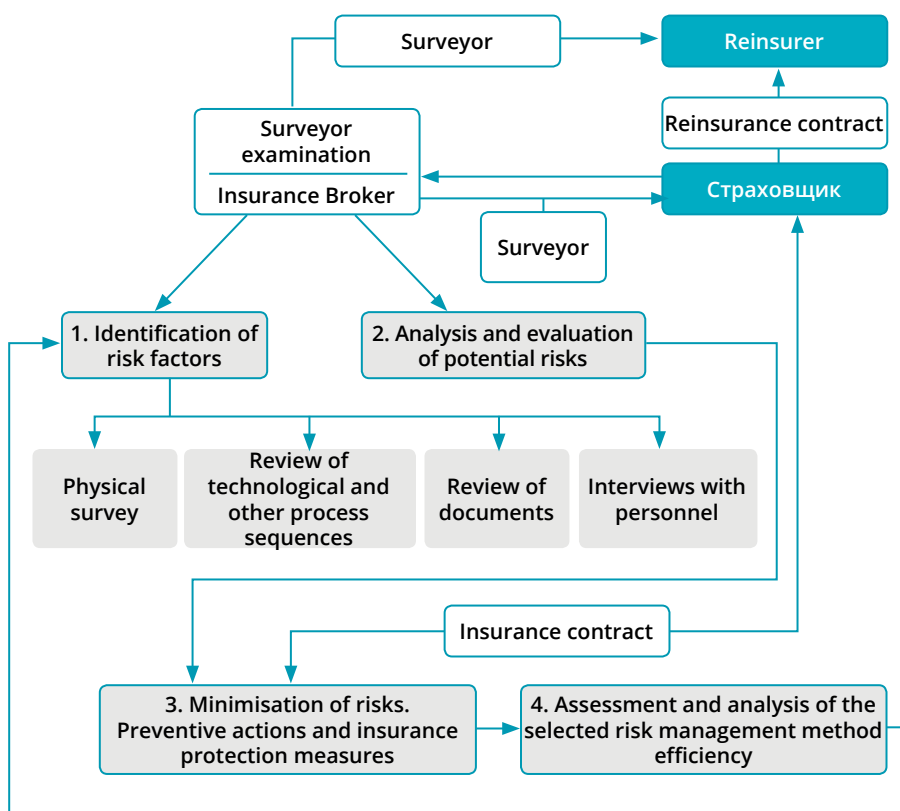 Surveyor
Reinsurer
Reinsurance contract
Surveyor
examination
Insurance Broker
Страховщик
Surveyor
1. Identification of
risk factors
2. Analysis and evaluation
of potential risks
Physical
survey
Review of
technological and
other process
sequences
Review of
documents
Interviews with
personnel
Insurance contract
3. Minimisation of risks.
Preventive actions and insurance
protection measures
4. Assessment and analysis of the
selected risk management method
efficiency